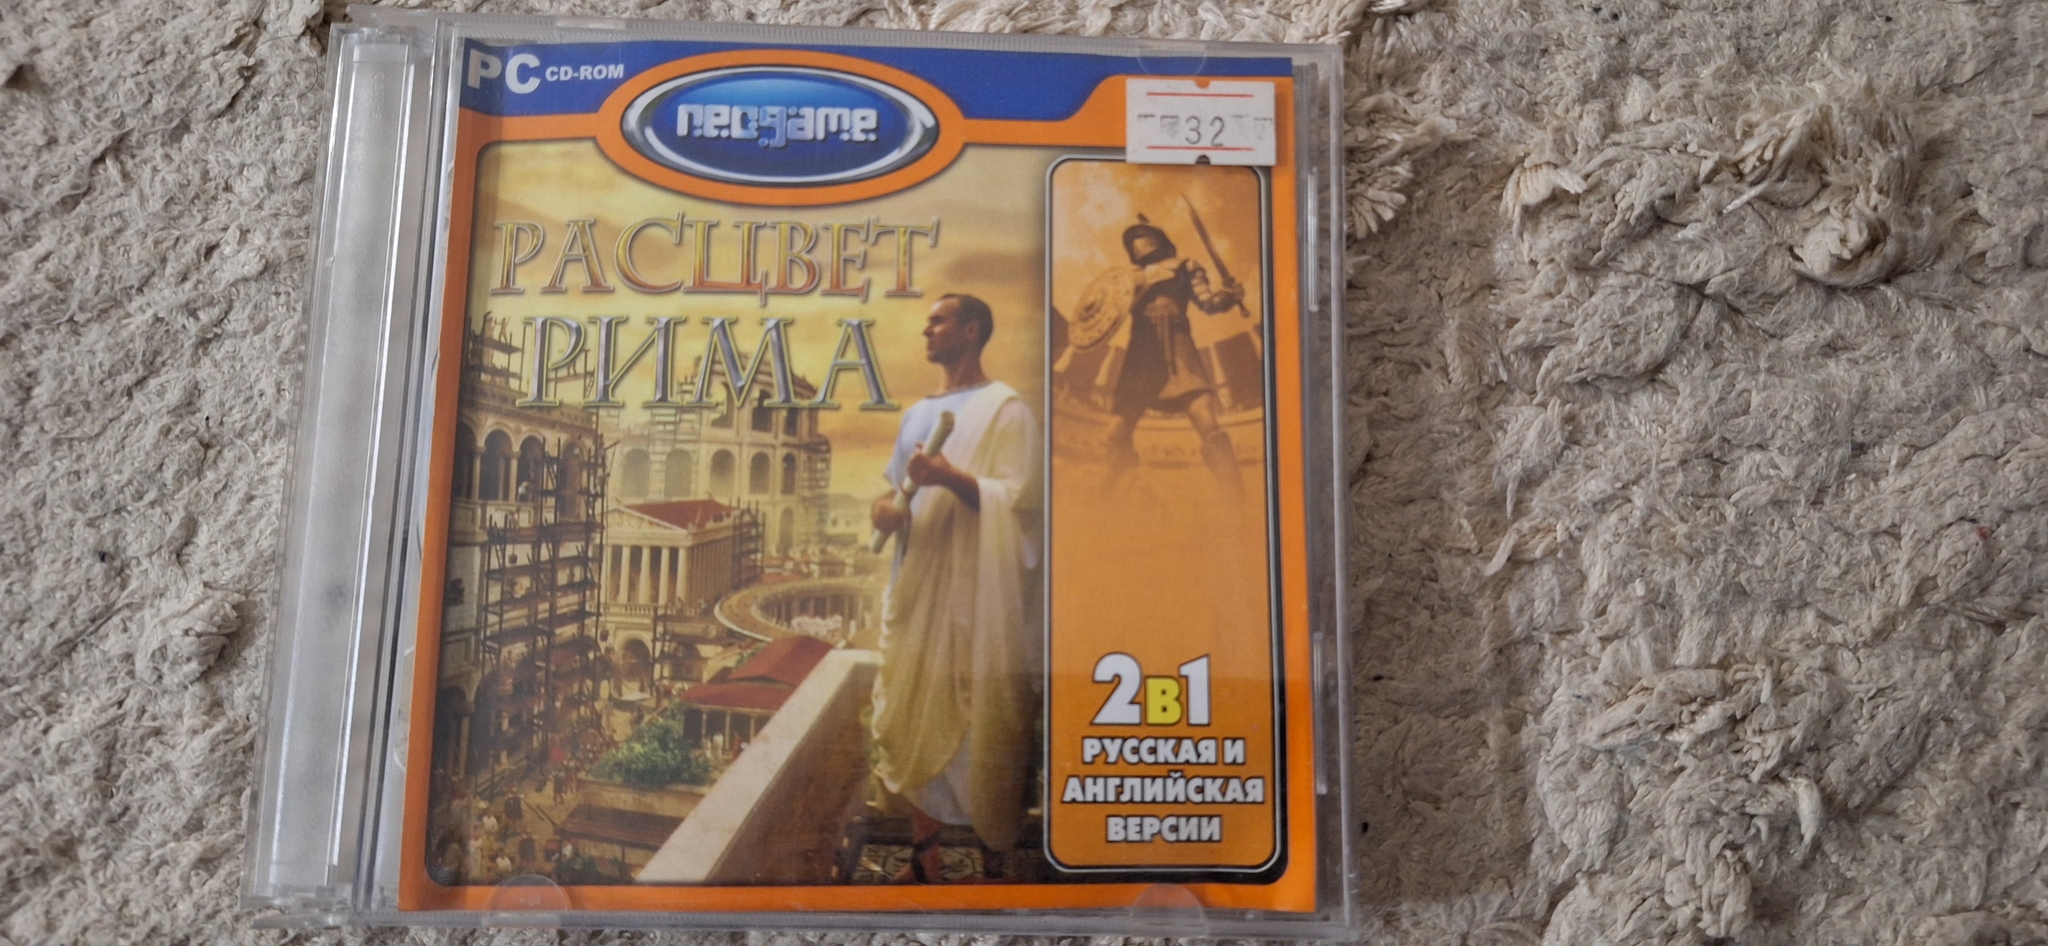 PC CD-ROM
neogame
32
РАСЦВЕТ
РИМА
2в1
РУССКАЯ И
АНГЛИЙСКАЯ
ВЕРСИИ